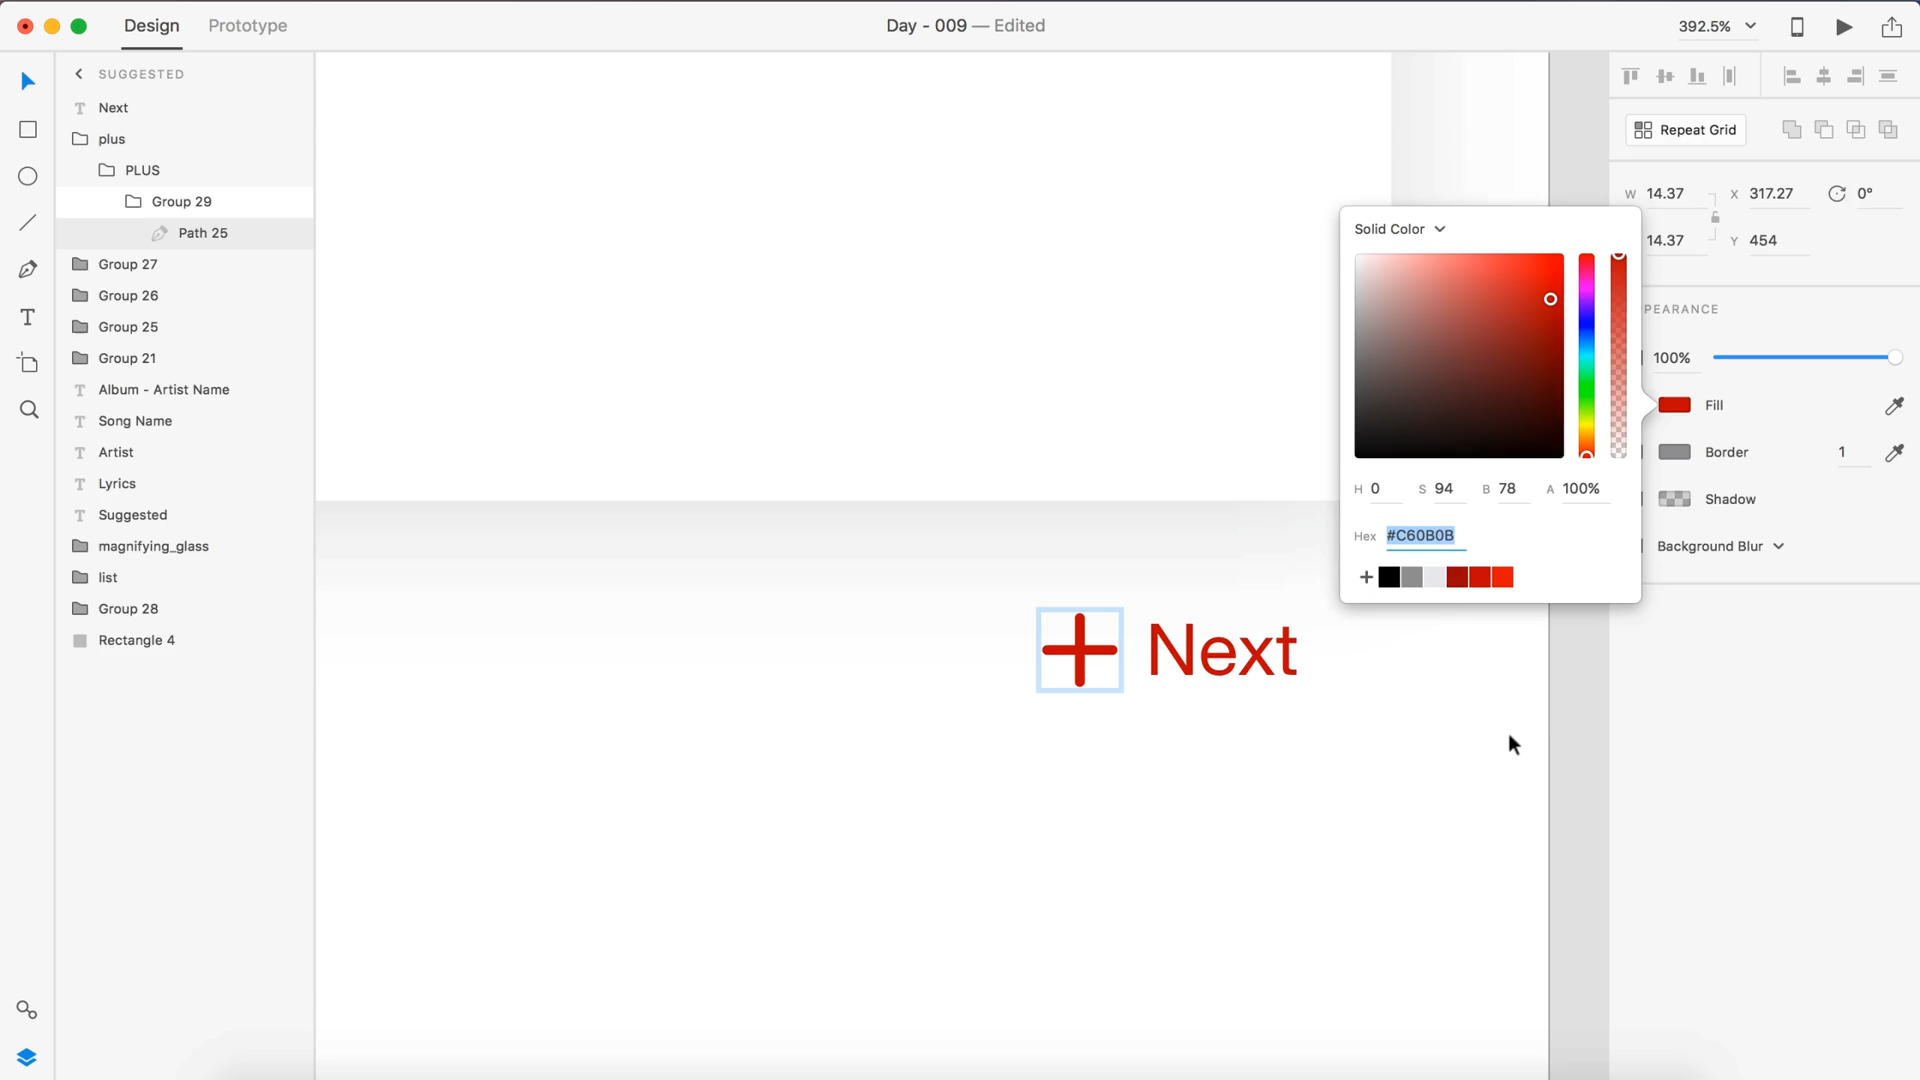 Design
Prototype
Day - 009 — Edited
392.5%
SUGGESTED
Next
plus
PLUS
Group 29
Path 25
Group 27
Group 26
Group 25
Group 21
Album - Artist Name
Song Name
Artist
Lyrics
Suggested
magnifying_glass
list
Group 28
Rectangle 4
Next
Solid Color
H 0 S 94 B 78 A 100%
Hex #C60B0B
Repeat Grid
W 14.37 X 317.27 0°
14.37 Y 454
PEARANCE
100%
Fill
Border 1
Shadow
Background Blur